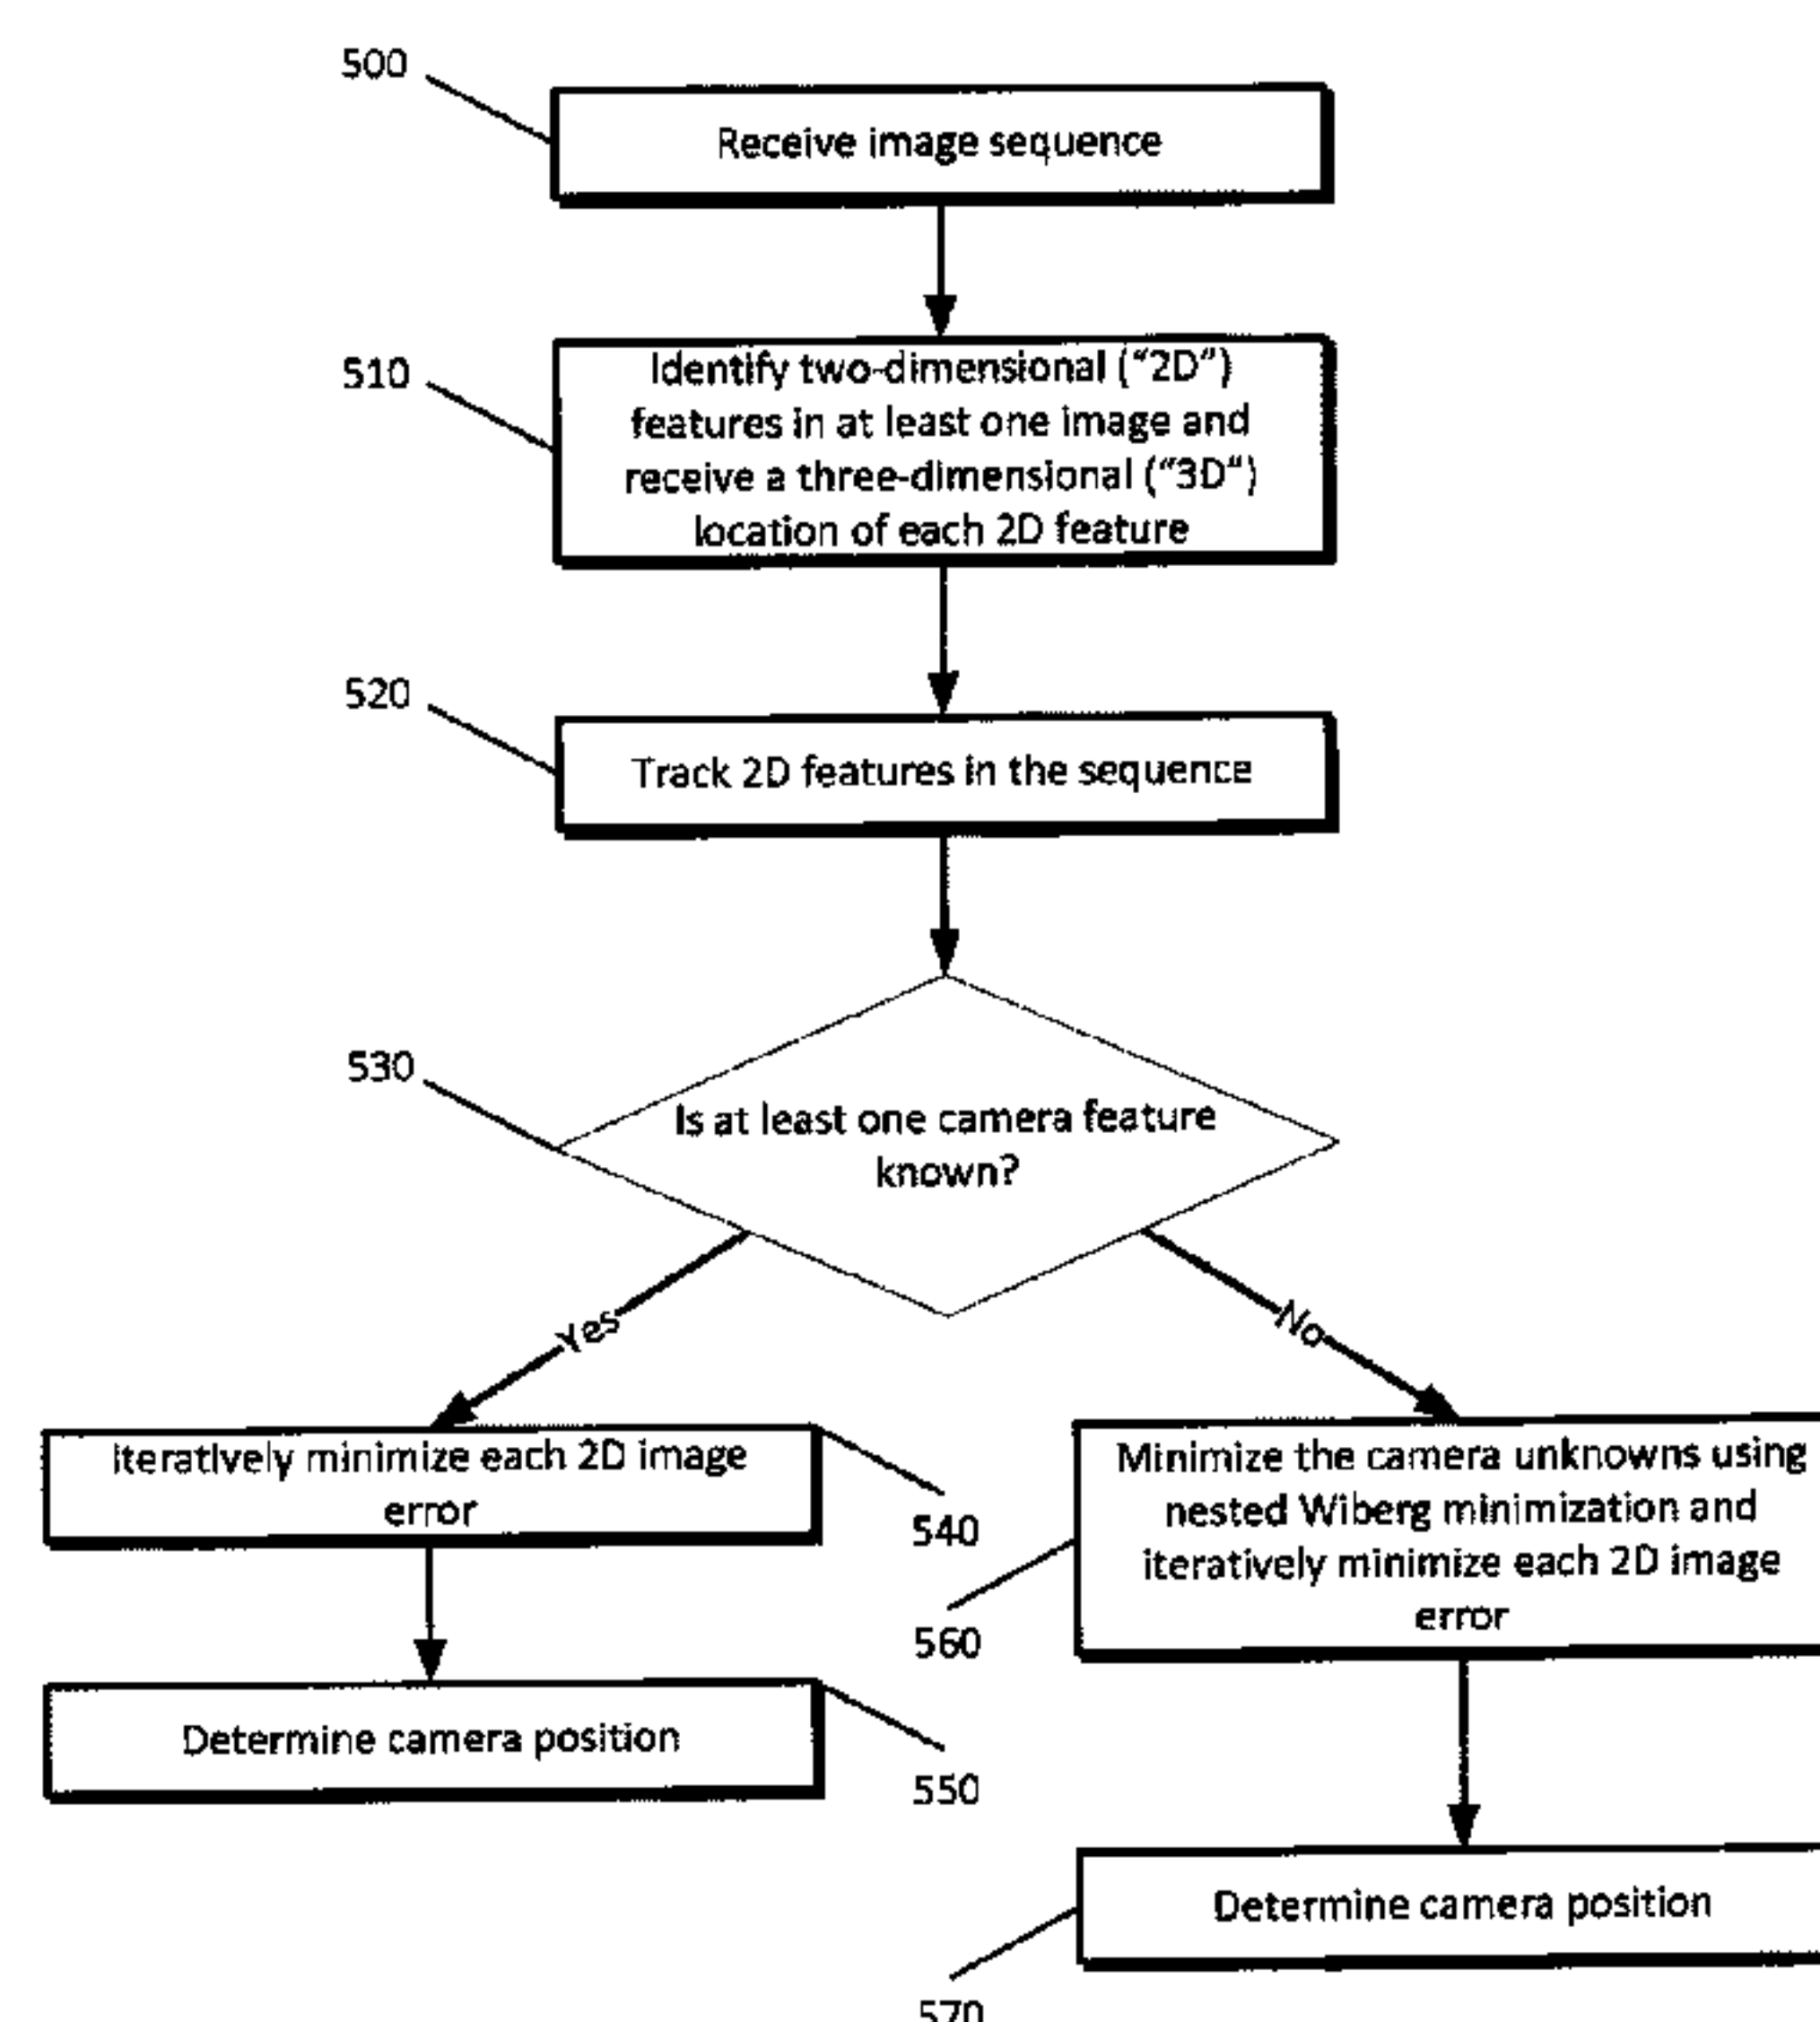 500
Receive image sequence
510
Identify two-dimensional (“2D”)
features in at least one image and
receive a three-dimensional (“3D”)
location of each 2D feature
520
Track 2D features in the sequence
530
Is at least one camera feature
known?
Yes
No
Iteratively minimize each 2D image
error
540
Minimize the camera unknowns using
nested Wiberg minimization and
iteratively minimize each 2D image
error
560
Determine camera position
550
Determine camera position
570